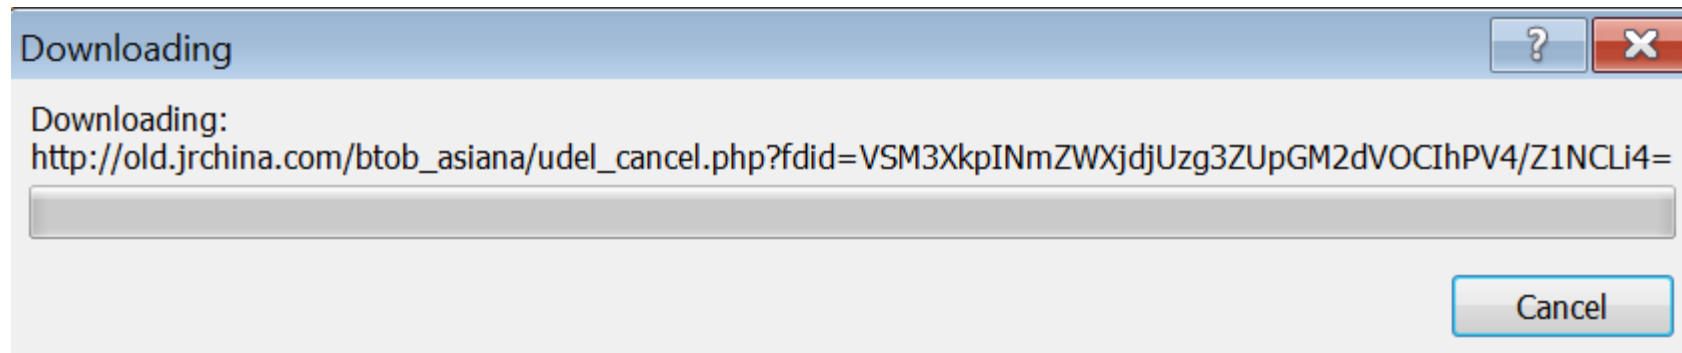 Downloading
Downloading:
http://old.jrchina.com/btob_asiana/udel_cancel.php?fdid=VSM3XkpINmZWXjdjUzg3ZUpGM2dVOCIhPV4/Z1NCLi4=
Cancel